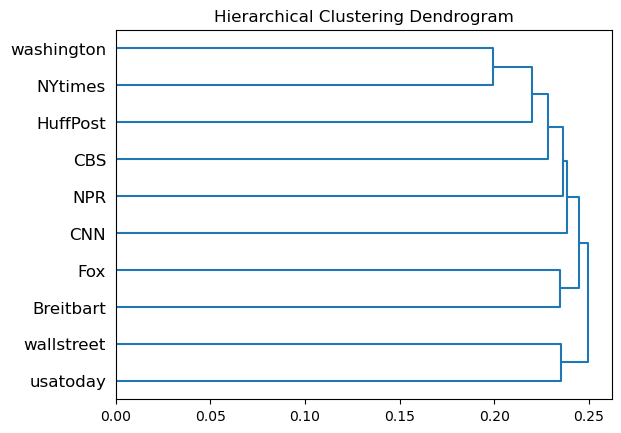 Hierarchical Clustering Dendrogram
washington
NYtimes
HuffPost
CBS
NPR
CNN
Fox
Breitbart
wallstreet
usatoday
0.00 0.05 0.10 0.15 0.20 0.25